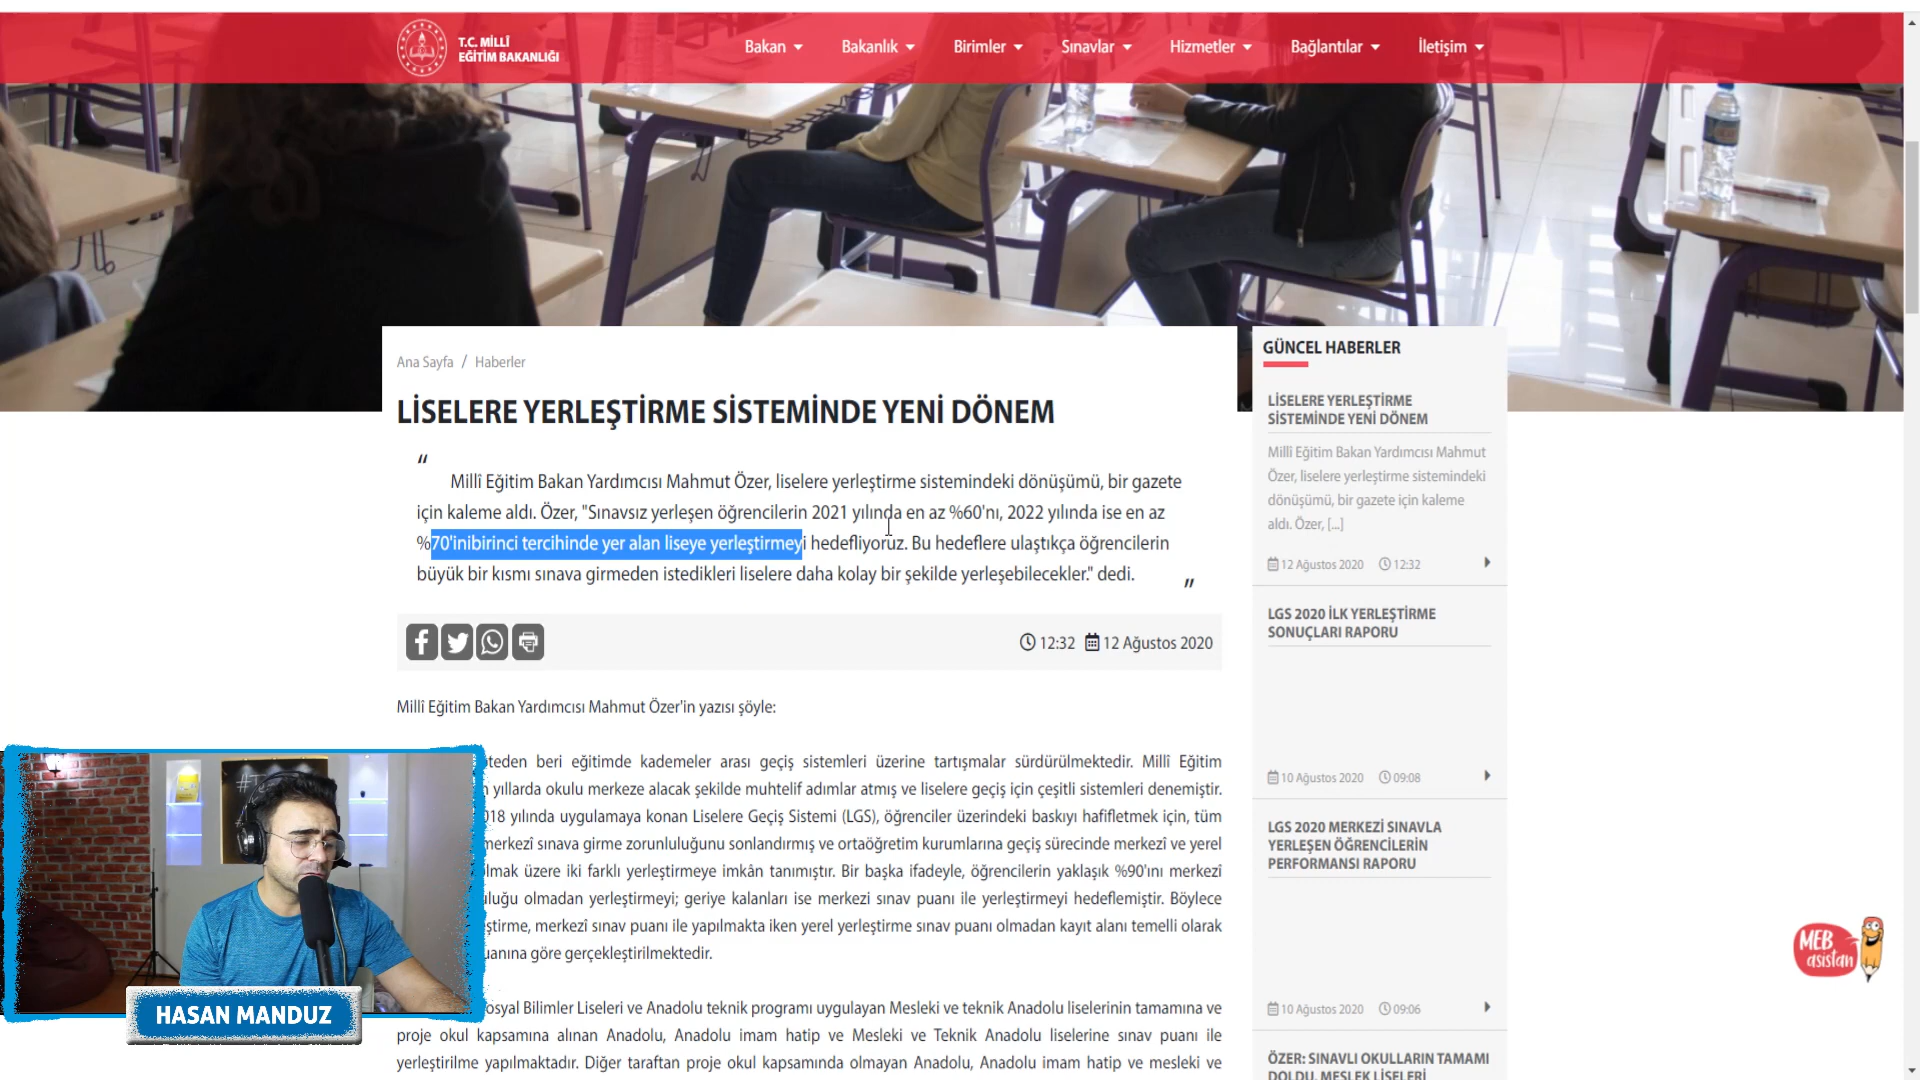 T.C. MİLLÎ
EĞİTİM BAKANLIĞI
Bakan
Bakanlık
Birimler
Sınavlar
Hizmetler
Bağlantılar
İletişim
Ana Sayfa / Haberler
LİSELERE YERLEŞTİRME SİSTEMİNDE YENİ DÖNEM
“
Millî Eğitim Bakan Yardımcısı Mahmut Özer, liselere yerleştirme sistemindeki dönüşümü, bir gazete
için kaleme aldı. Özer, "Sınavsız yerleşen öğrencilerin 2021 yılında en az %60'nı, 2022 yılında ise en az
%70'inibirinci tercihinde yer alan liseye yerleştirmeyi hedefliyoruz. Bu hedeflere ulaştıkça öğrencilerin
büyük bir kısmı sınava girmeden istedikleri liselere daha kolay bir şekilde yerleşebilecekler." dedi.
”
12:32 12 Ağustos 2020
Millî Eğitim Bakan Yardımcısı Mahmut Özer'in yazısı şöyle:
beri eğitimde kademeler arası geçiş sistemleri üzerine tartışmalar sürdürülmektedir. Millî Eğitim
yıllarda okulu merkeze alacak şekilde muhtelif adımlar atmış ve liselere geçiş için çeşitli sistemleri denemiştir.
yılında uygulamaya konan Liselere Geçiş Sistemi (LGS), öğrenciler üzerindeki baskıyı hafifletmek için, tüm
merkezî sınava girme zorunluluğunu sonlandırmış ve ortaöğretim kurumlarına geçiş sürecinde merkezî ve yerel
olmak üzere iki farklı yerleştirmeye imkân tanımıştır. Bir başka ifadeyle, öğrencilerin yaklaşık %90'ını merkezî
olmadan yerleştirmeyi; geriye kalanları ise merkezi sınav puanı ile yerleştirmeyi hedeflemiştir. Böylece
merkezî sınav puanı ile yapılmakta iken yerel yerleştirme sınav puanı olmadan kayıt alanı temelli olarak
göre gerçekleştirilmektedir.
Bilimler Liseleri ve Anadolu teknik programı uygulayan Mesleki ve teknik Anadolu liselerinin tamamına ve
proje okul kapsamına alınan Anadolu, Anadolu imam hatip ve Mesleki ve Teknik Anadolu liselerine sınav puanı ile
yerleştirilme yapılmaktadır. Diğer taraftan proje okul kapsamında olmayan Anadolu, Anadolu imam hatip ve mesleki ve
GÜNCEL HABERLER
LİSELERE YERLEŞTİRME
SİSTEMİNDE YENİ DÖNEM
Millî Eğitim Bakan Yardımcısı Mahmut
Özer, liselere yerleştirme sistemindeki
dönüşümü, bir gazete için kaleme
aldı. Özer, [...]
12 Ağustos 2020 12:32
LGS 2020 İLK YERLEŞTİRME
SONUÇLARI RAPORU
10 Ağustos 2020 09:08
LGS 2020 MERKEZİ SINAVLA
YERLEŞEN ÖĞRENCİLERİN
PERFORMANSI RAPORU
10 Ağustos 2020 09:06
ÖZER: SINAVLI OKULLARIN TAMAMI
DOLDU, MESLEK LİSELERİ
MEB
asistan
HASAN MANDUZ